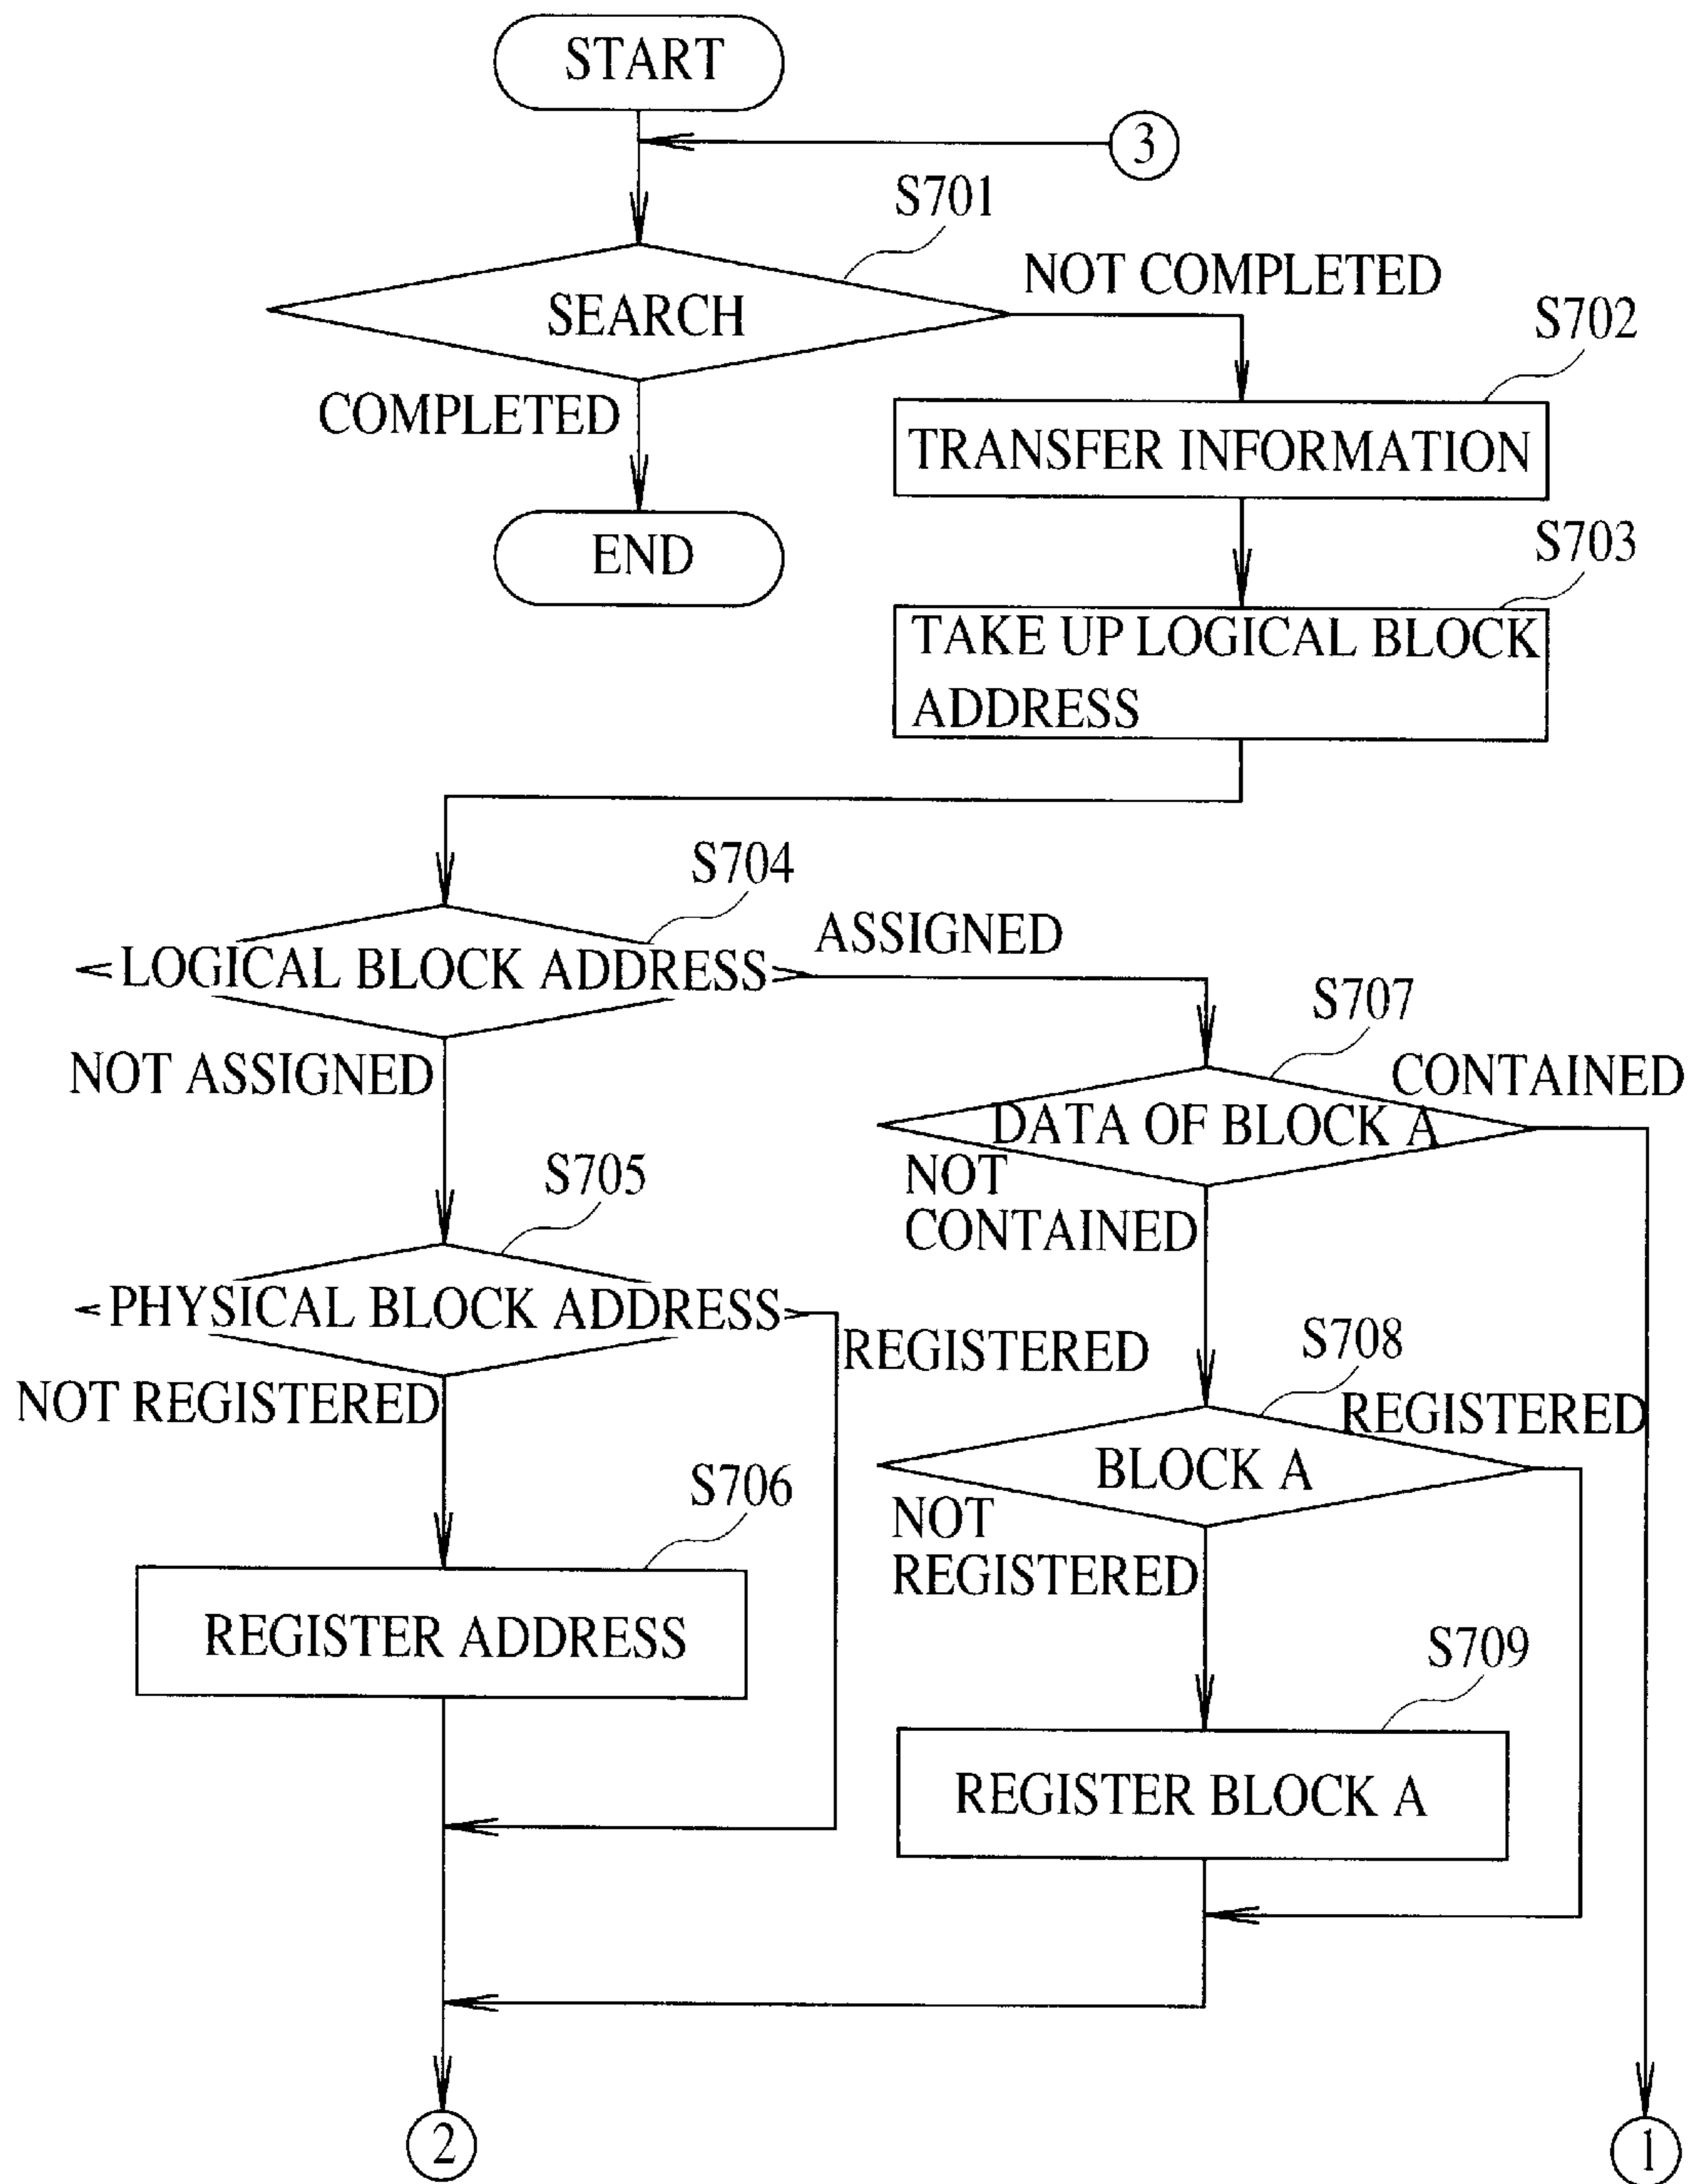 START
3
S701
SEARCH
NOT COMPLETED
S702
COMPLETED
TRANSFER INFORMATION
END
S703
TAKE UP LOGICAL BLOCK
ADDRESS
S704
LOGICAL BLOCK ADDRESS
ASSIGNED
NOT ASSIGNED
S707
CONTAINED
DATA OF BLOCK A
NOT
CONTAINED
S705
PHYSICAL BLOCK ADDRESS
REGISTERED
NOT REGISTERED
S708
REGISTERED
BLOCK A
NOT
REGISTERED
S706
REGISTER ADDRESS
S709
REGISTER BLOCK A
2
1